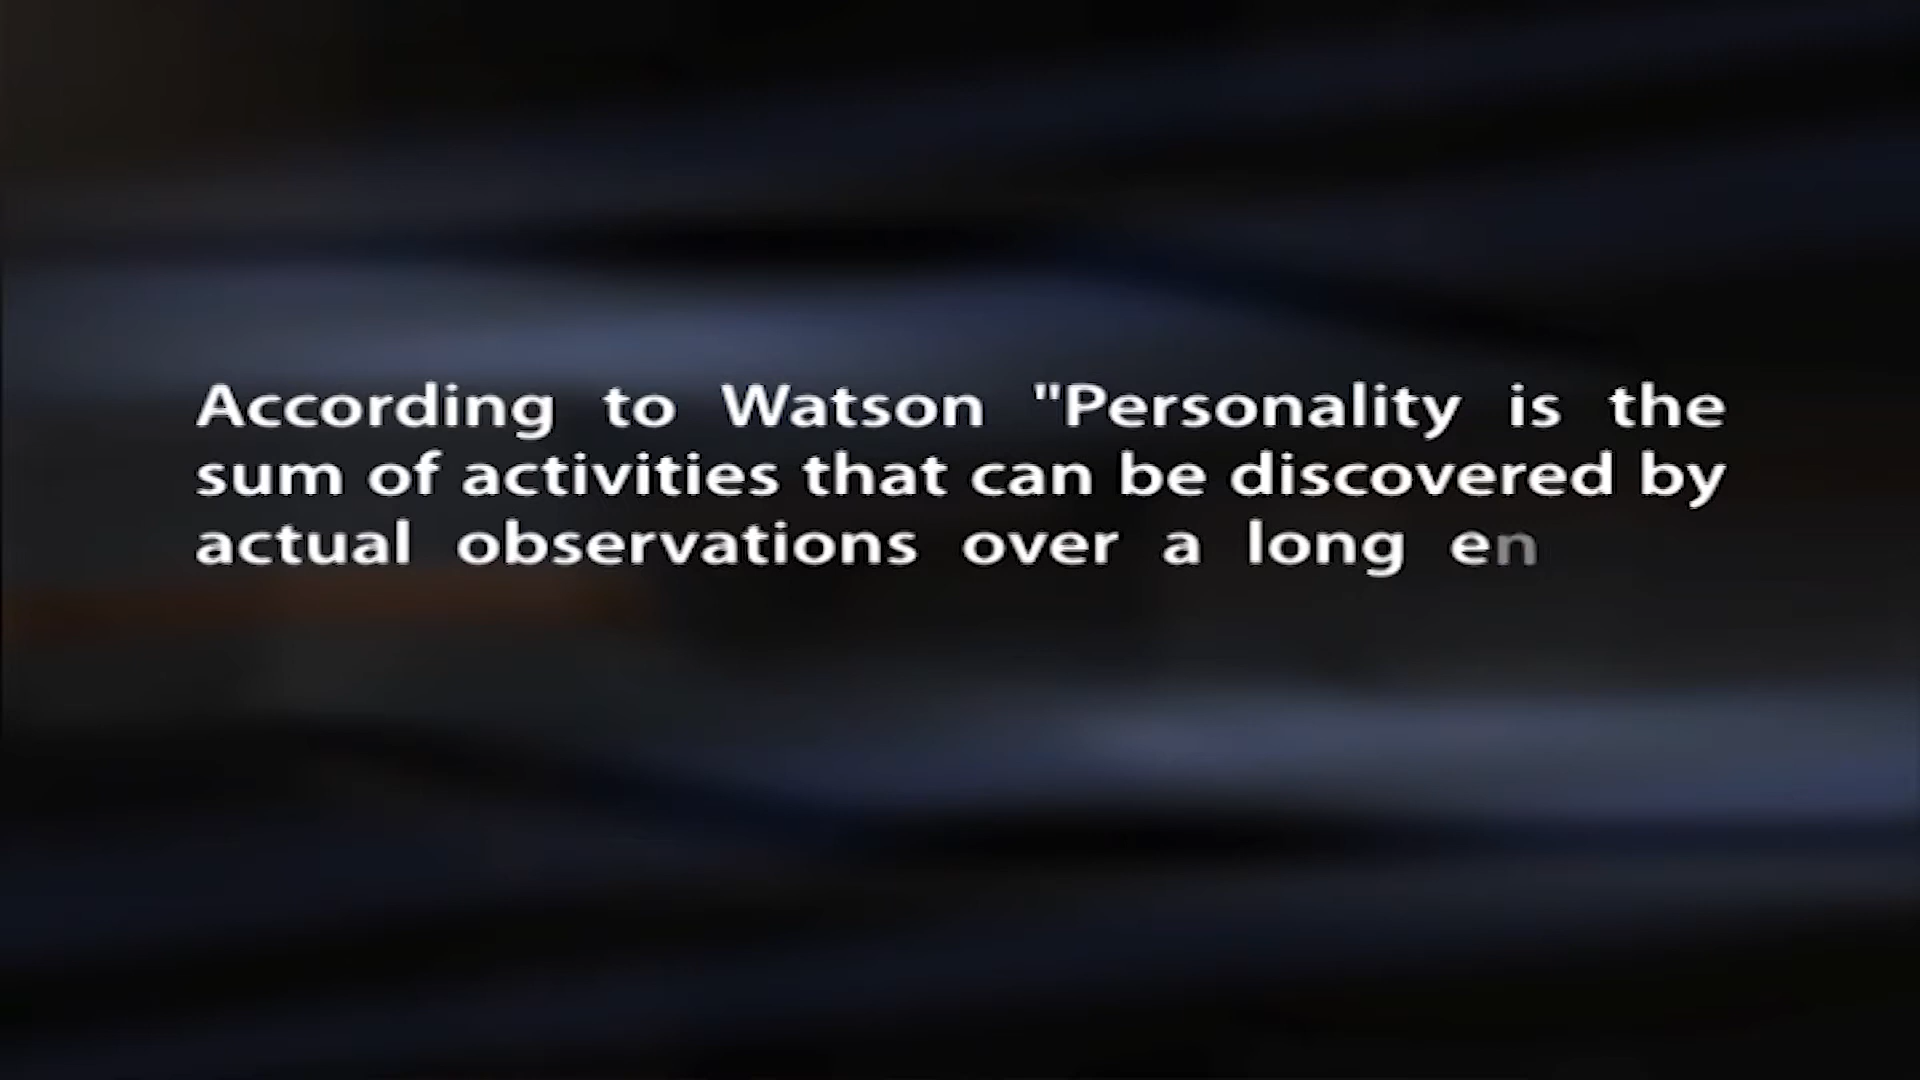 According to Watson "Personality is the
sum of activities that can be discovered by
actual observations over a long en